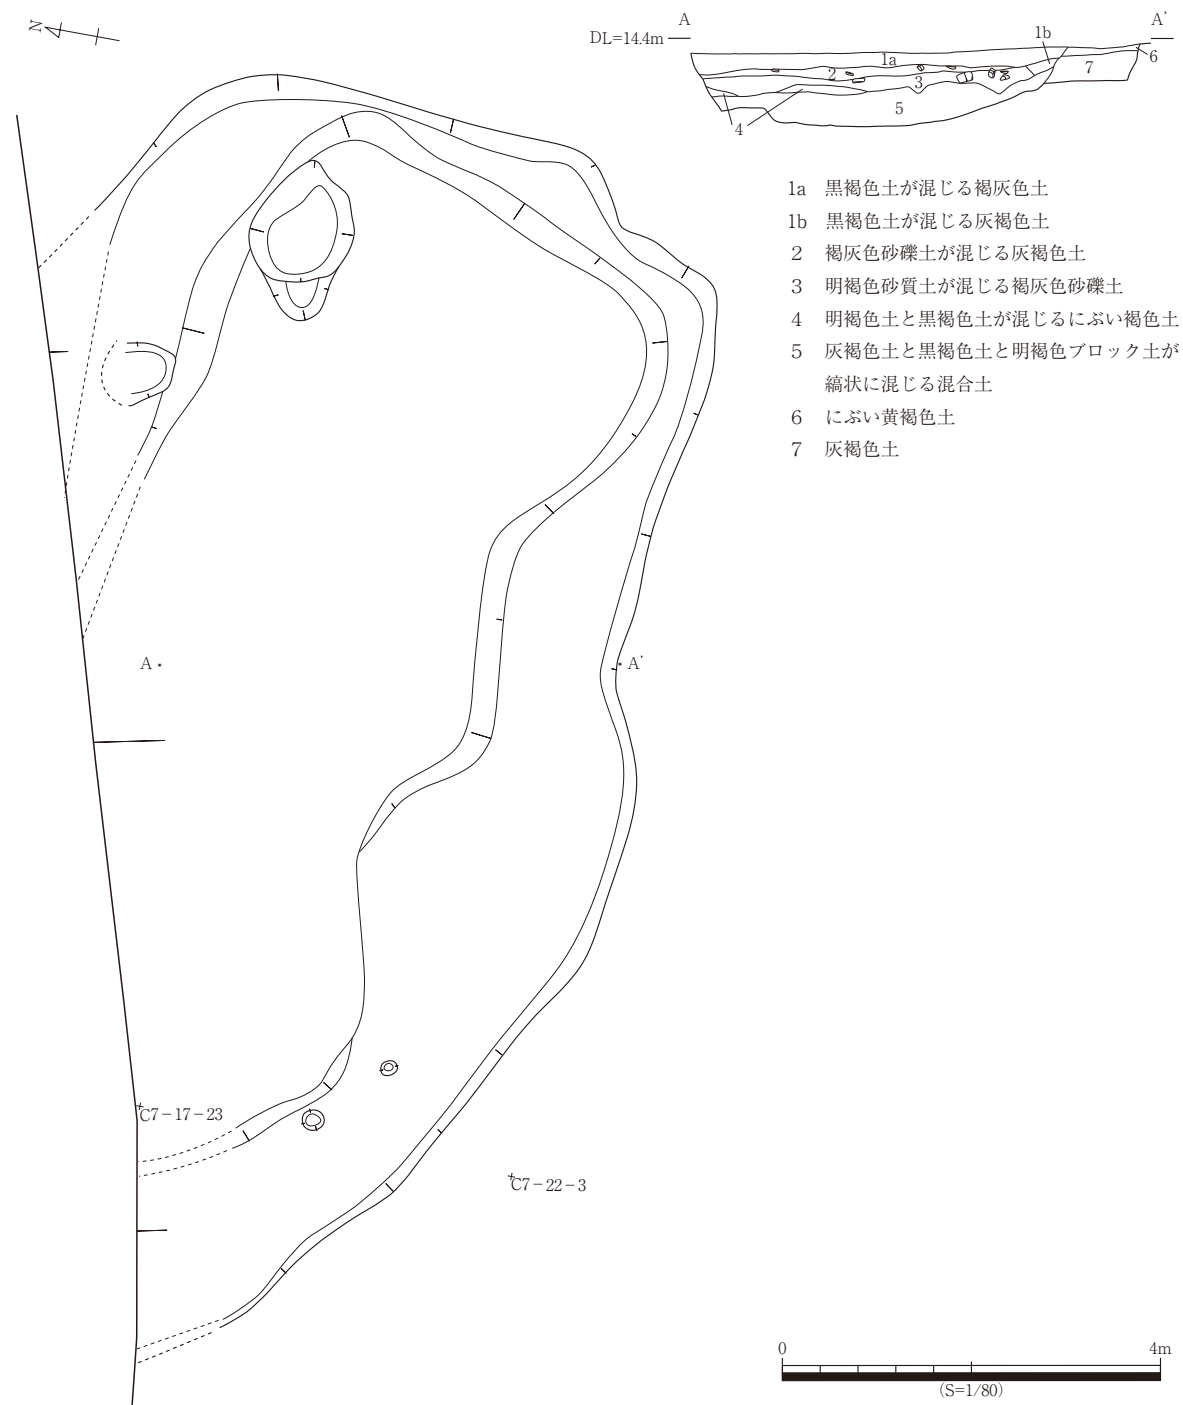 N
A
A'
DL=14.4m
1b
1a
6
7
2
3
5
4
1a 黒褐色土が混じる褐灰色土
1b 黒褐色土が混じる灰褐色土
2 褐灰色砂礫土が混じる灰褐色土
3 明褐色砂質土が混じる褐灰色砂礫土
4 明褐色土と黒褐色土が混じるにぶい褐色土
5 灰褐色土と黒褐色土と明褐色ブロック土が
縞状に混じる混合土
6 にぶい黄褐色土
7 灰褐色土
A
A'
C7-17-23
C7-22-3
0
4m
(S=1/80)